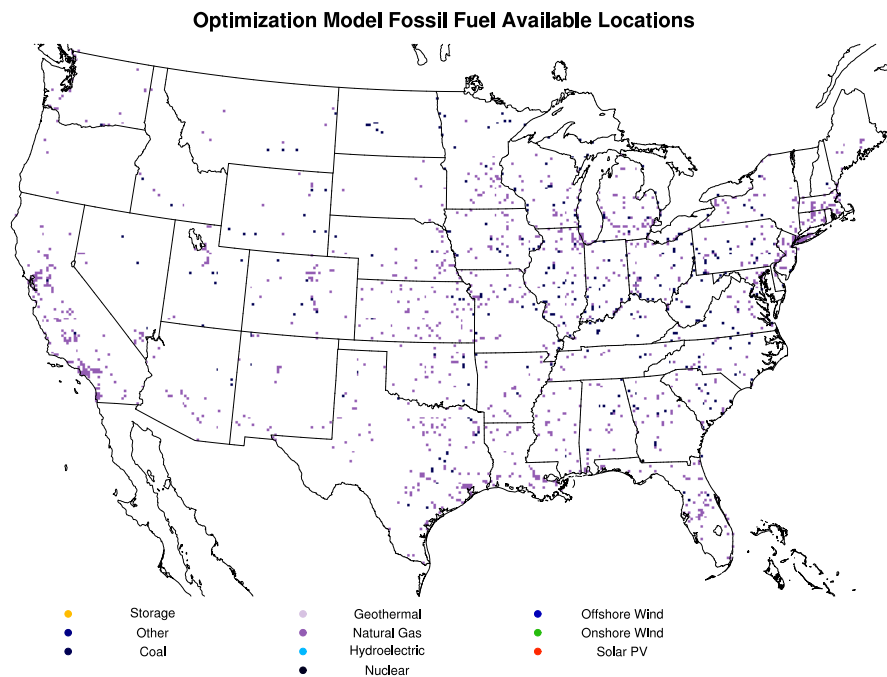 Optimization Model Fossil Fuel Available Locations
Storage
Other
Coal
Geothermal
Natural Gas
Hydroelectric
Nuclear
Offshore Wind
Onshore WInd
Solar PV